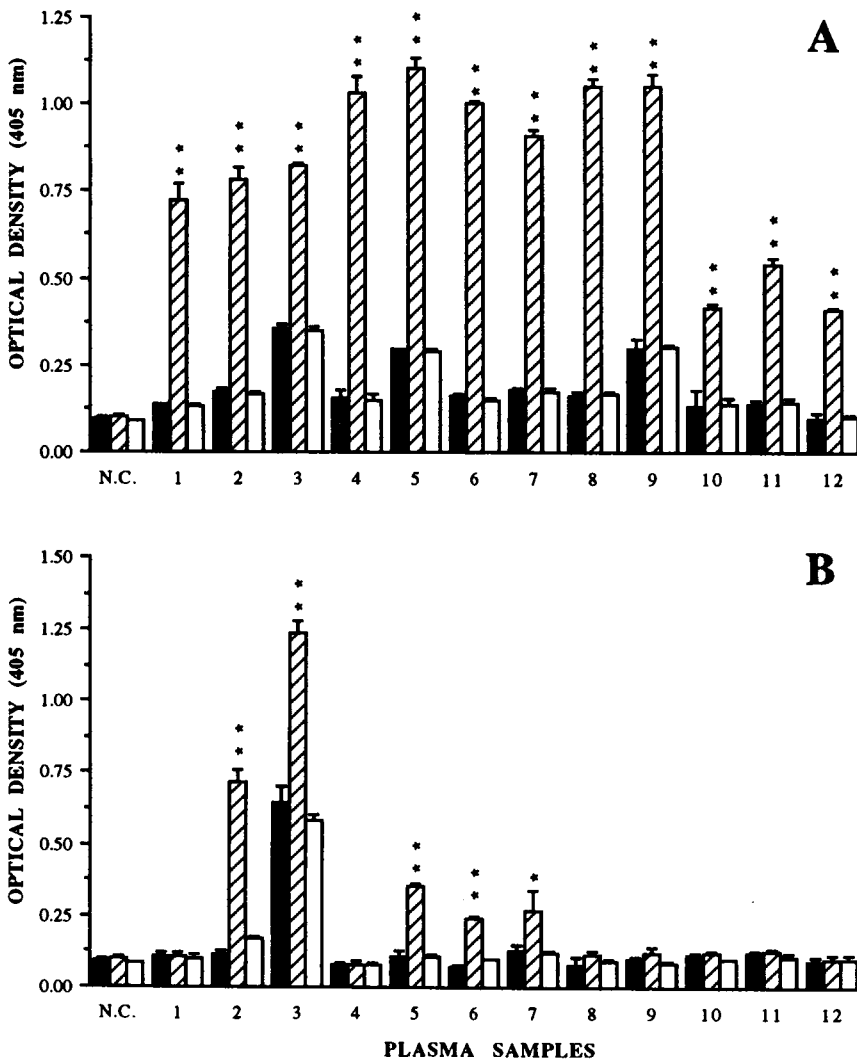 A
OPTICAL DENSITY (405 nm)
1.25
1.00
0.75
0.50
0.25
0.00
* * * * * * * * * * * * * * * * * * * * * * * *
N.C. 1 2 3 4 5 6 7 8 9 10 11 12
B
OPTICAL DENSITY (405 nm)
1.50
1.25
1.00
0.75
0.50
0.25
0.00
* * * * * * * * *
N.C. 1 2 3 4 5 6 7 8 9 10 11 12
PLASMA SAMPLES